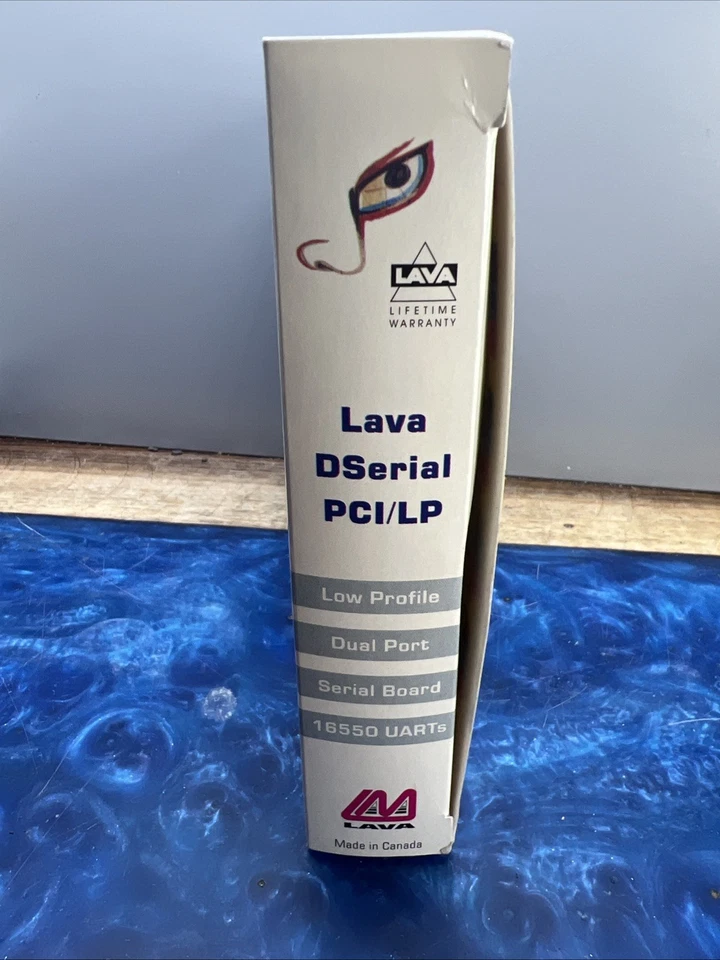 LAVA
LIFETIME
WARRANTY
Lava
DSerial
PCI/LP
Low Profile
Dual Port
Serial Board
16550 UARTs
LAVA
Made in Canada